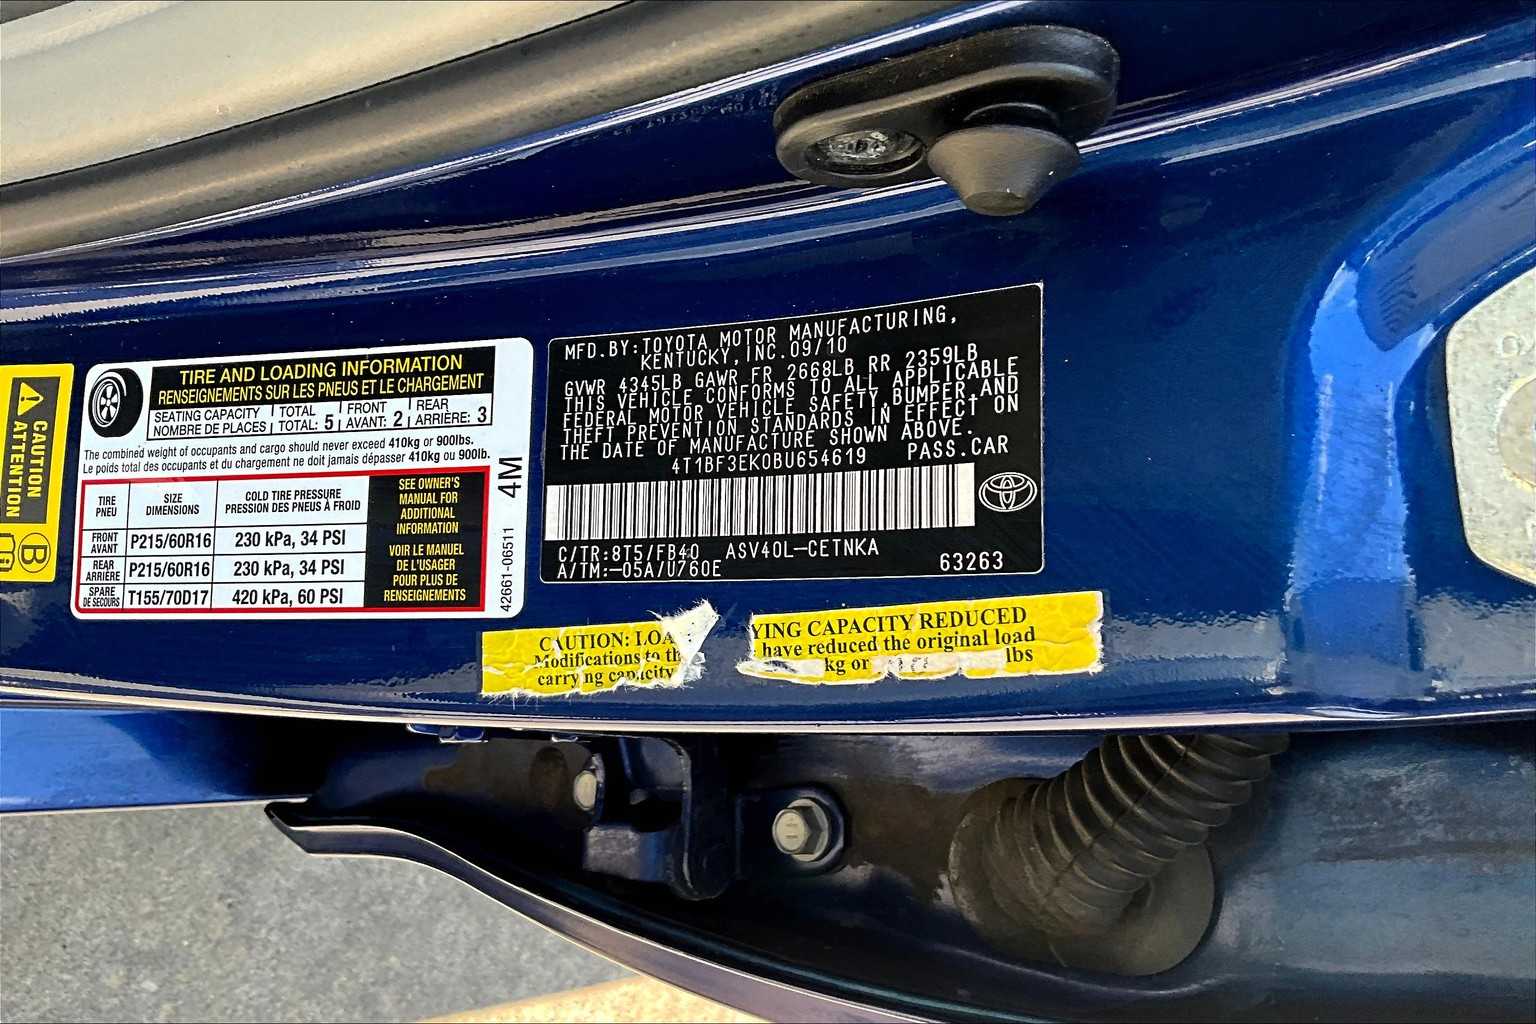 CAUTION
ATTENTION
B
TIRE AND LOADING INFORMATION
RENSEIGNEMENTS SUR LES PNEUS ET LE CHARGEMENT
SEATING CAPACITY TOTAL FRONT REAR
NOMBRE DE PLACES TOTAL: 5 AVANT: 2 ARRIÈRE: 3
The combined weight of occupants and cargo should never exceed 410kg or 900lbs.
Le poids total des occupants et du chargement ne doit jamais dépasser 410kg ou 900lb.
TIRE SIZE COLD TIRE PRESSURE
PNEU DIMENSIONS PRESSION DES PNEUS À FROID
FRONT
AVANT P215/60R16 230 kPa, 34 PSI
REAR
ARRIÈRE P215/60R16 230 kPa, 34 PSI
SPARE
DE SECOURS T155/70D17 420 kPa, 60 PSI
SEE OWNER'S
MANUAL FOR
ADDITIONAL
INFORMATION
VOIR LE MANUEL
DE L'USAGER
POUR PLUS DE
RENSEIGNEMENTS
4M
42661-06511
MFD.BY:TOYOTA MOTOR MANUFACTURING,
KENTUCKY,INC.09/10
GVWR 4345LB GAWR FR 2668LB RR 2359LB
THIS VEHICLE CONFORMS TO ALL APPLICABLE
FEDERAL MOTOR VEHICLE SAFETY,BUMPER,AND
THEFT PREVENTION STANDARDS IN EFFECT ON
THE DATE OF MANUFACTURE SHOWN ABOVE.
4T1BF3EK0BU654619 PASS.CAR
C/TR:8T5/FB40 ASV40L-CETNKA
A/TM:-05A/U760E 63263
CAUTION: LOA YING CAPACITY REDUCED
Modifications to th have reduced the original load
carrying capacity kg or lbs